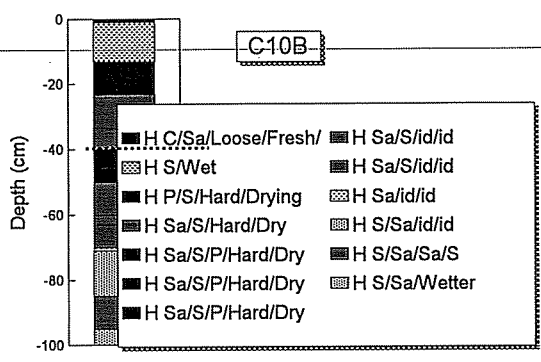 C10B
0
-20
-40
-60
-80
-100
Depth (cm)
H C/Sa/Loose/Fresh/
H S/Wet
H P/S/Hard/Drying
H Sa/S/Hard/Dry
H Sa/S/P/Hard/Dry
H Sa/S/P/Hard/Dry
H Sa/S/P/Hard/Dry
H Sa/S/id/id
H Sa/S/id/id
H Sa/id/id
H S/Sa/id/id
H S/Sa/Sa/S
H S/Sa/Wetter